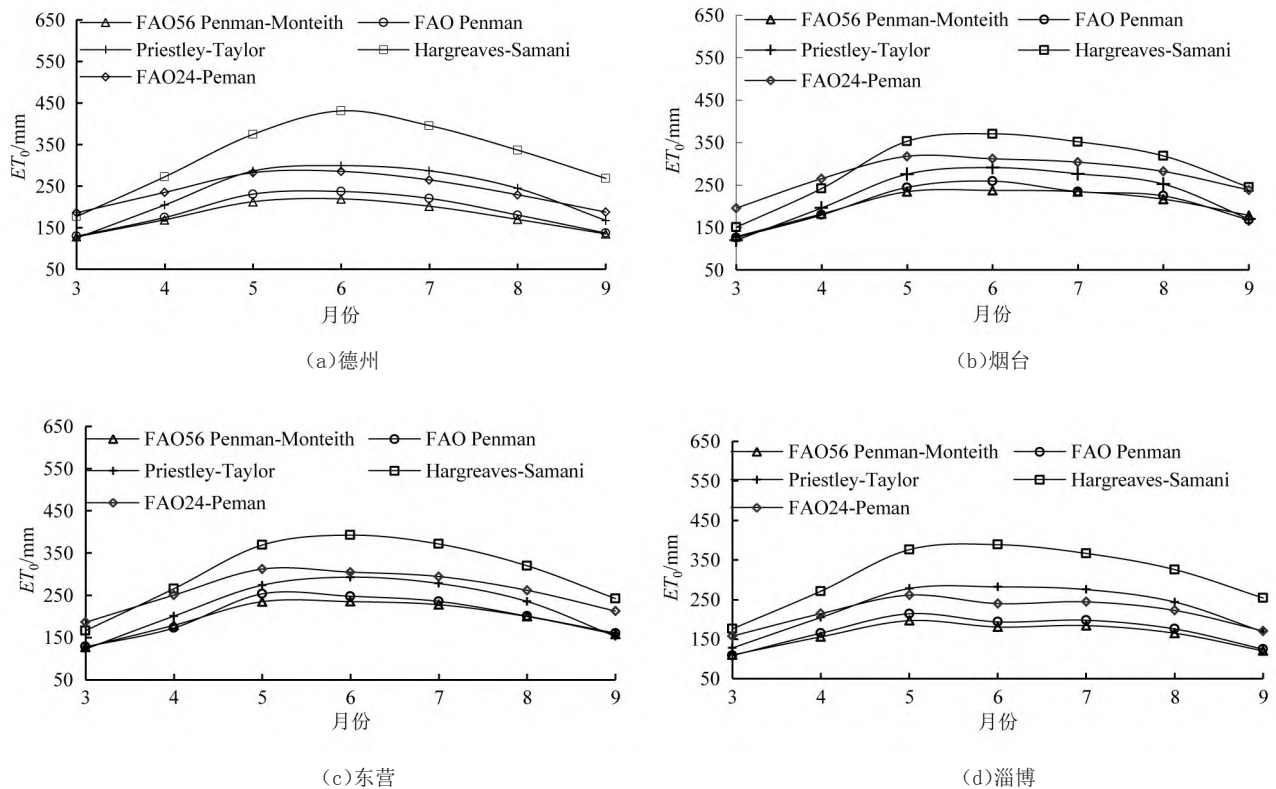 650
550
450
350
250
150
50
ET₀/mm
FAO56 Penman-Monteith
FAO Penman
Priestley-Taylor
Hargreaves-Samani
FAO24-Peman
3 4 5 6 7 8 9
月份
(a)德州
650
550
450
350
250
150
50
ET₀/mm
FAO56 Penman-Monteith
FAO Penman
Priestley-Taylor
Hargreaves-Samani
FAO24-Peman
3 4 5 6 7 8 9
月份
(b)烟台
650
550
450
350
250
150
50
ET₀/mm
FAO56 Penman-Monteith
FAO Penman
Priestley-Taylor
Hargreaves-Samani
FAO24-Peman
3 4 5 6 7 8 9
月份
(c)东营
650
550
450
350
250
150
50
ET₀/mm
FAO56 Penman-Monteith
FAO Penman
Priestley-Taylor
Hargreaves-Samani
FAO24-Peman
3 4 5 6 7 8 9
月份
(d)淄博